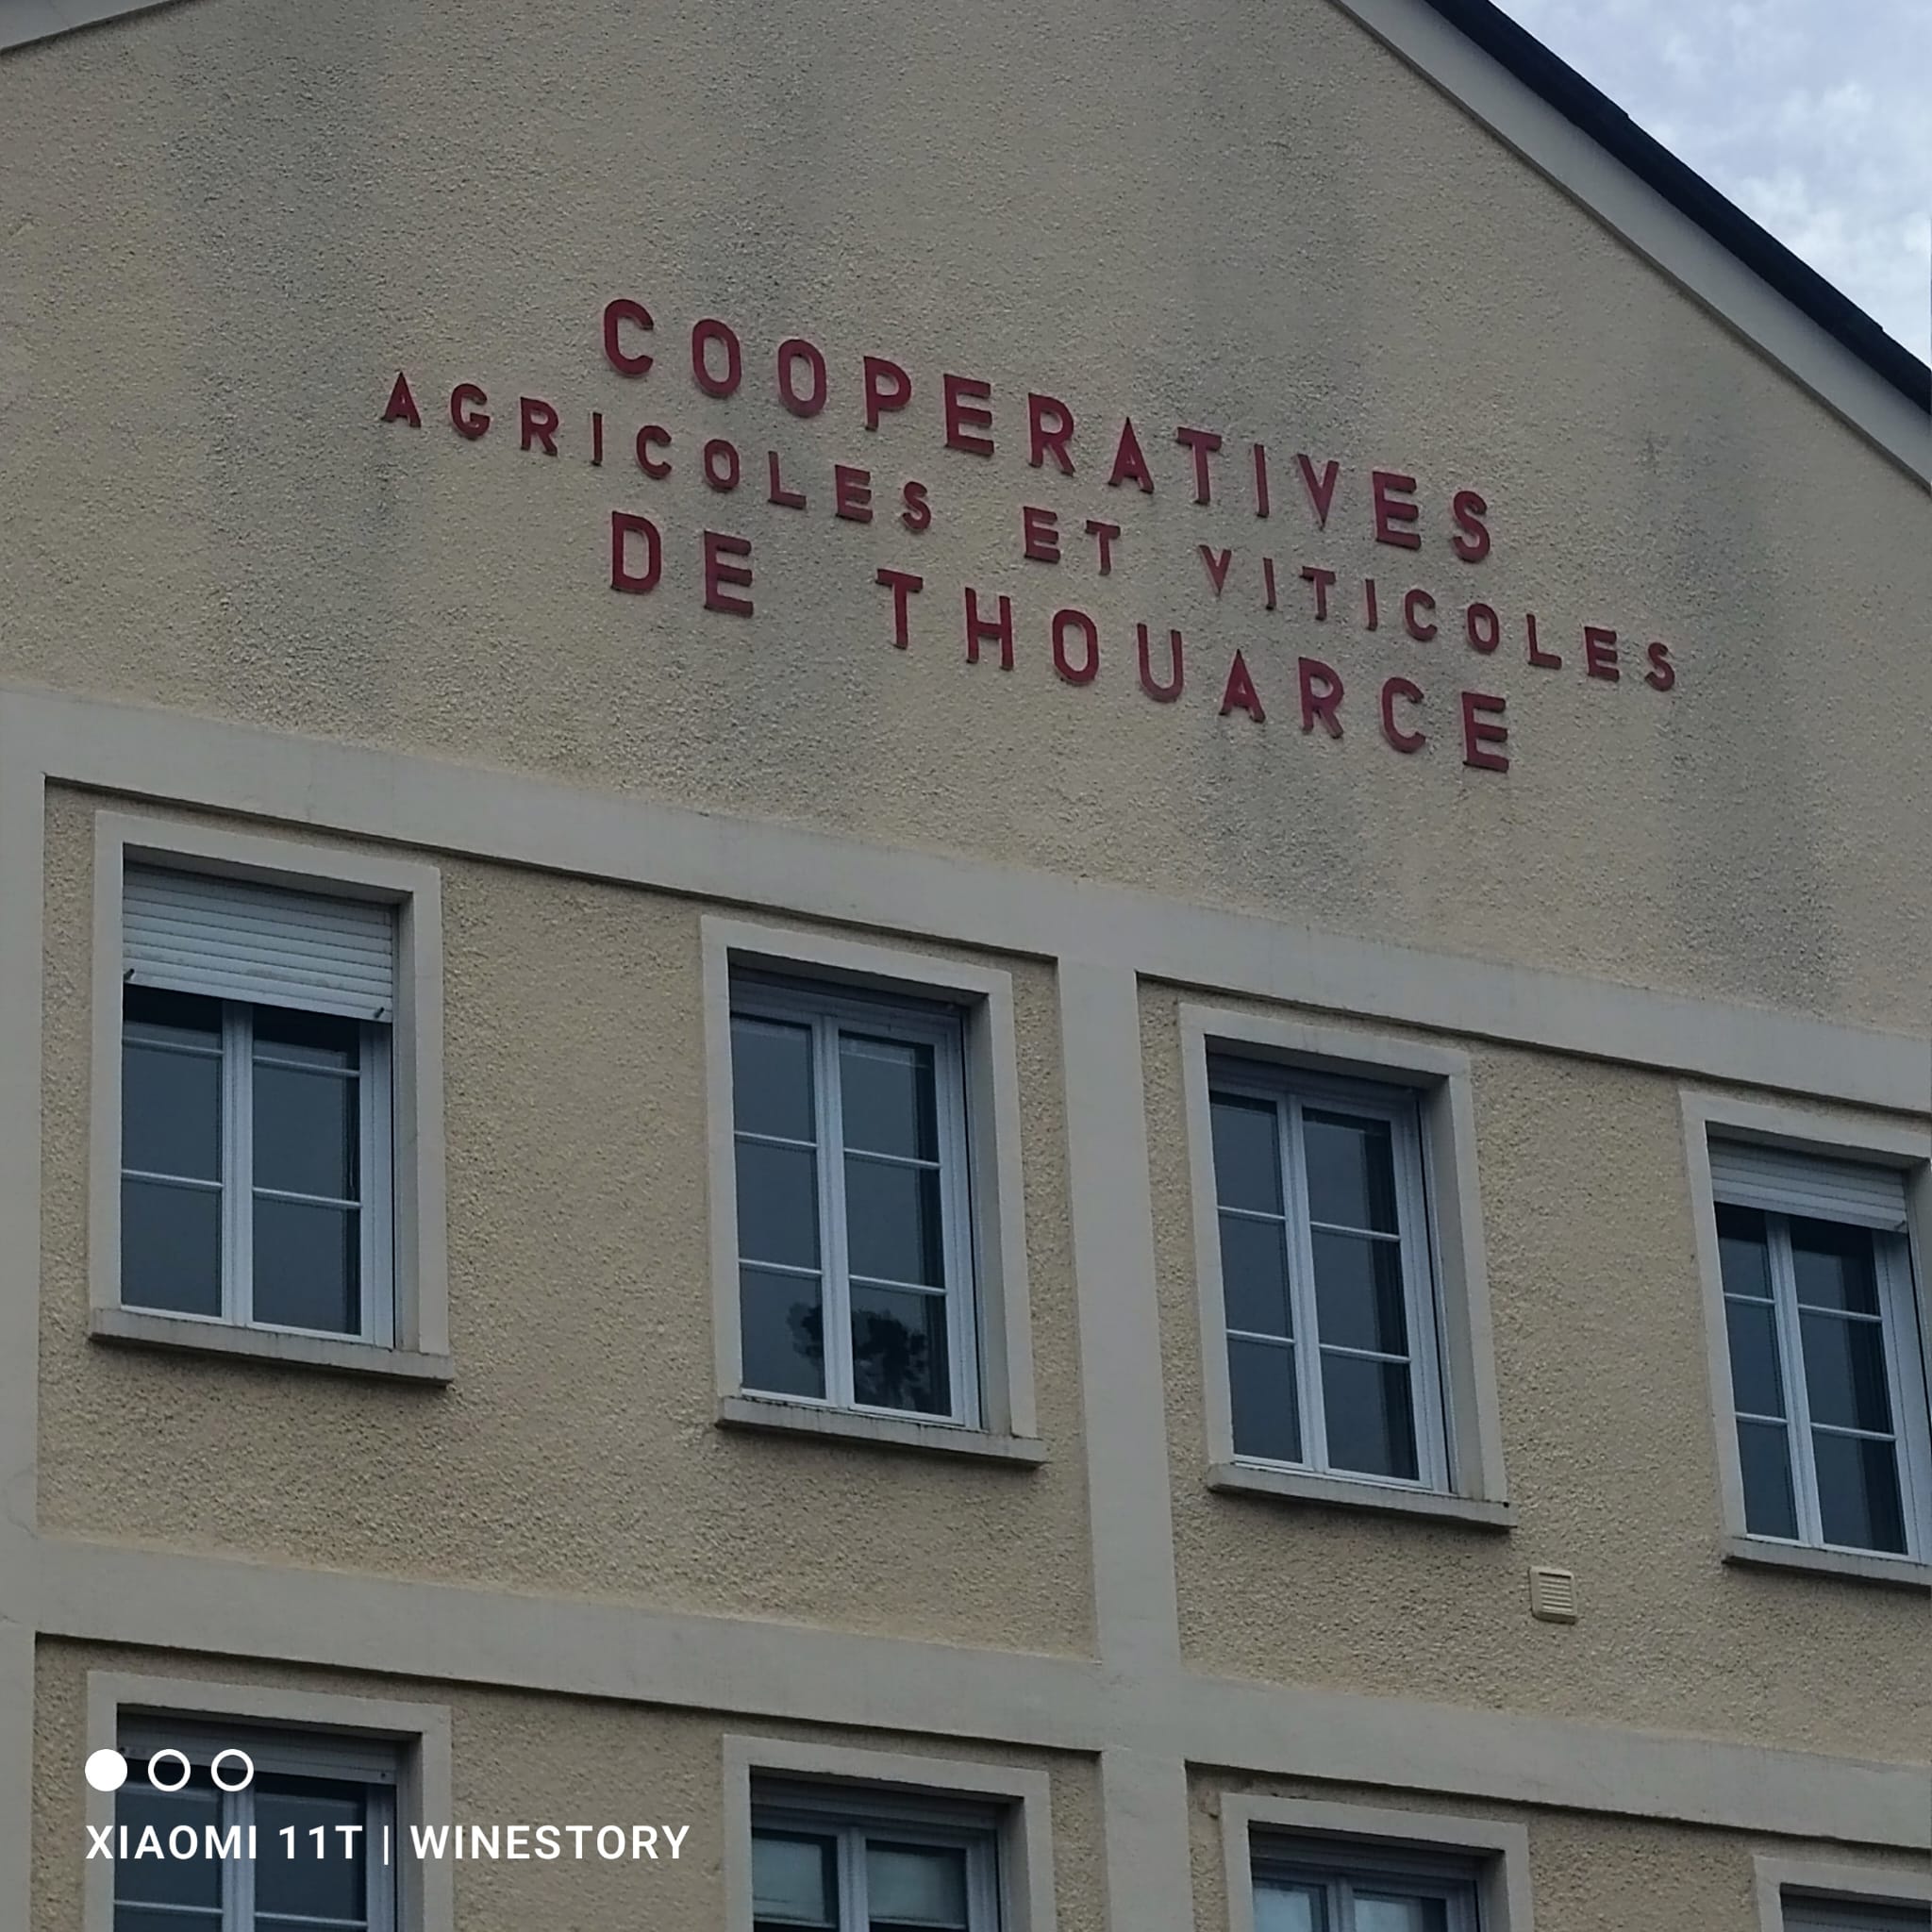 COOPERATIVES
AGRICOLES ET VITICOLES
DE THOUARCE
XIAOMI 11T | WINESTORY